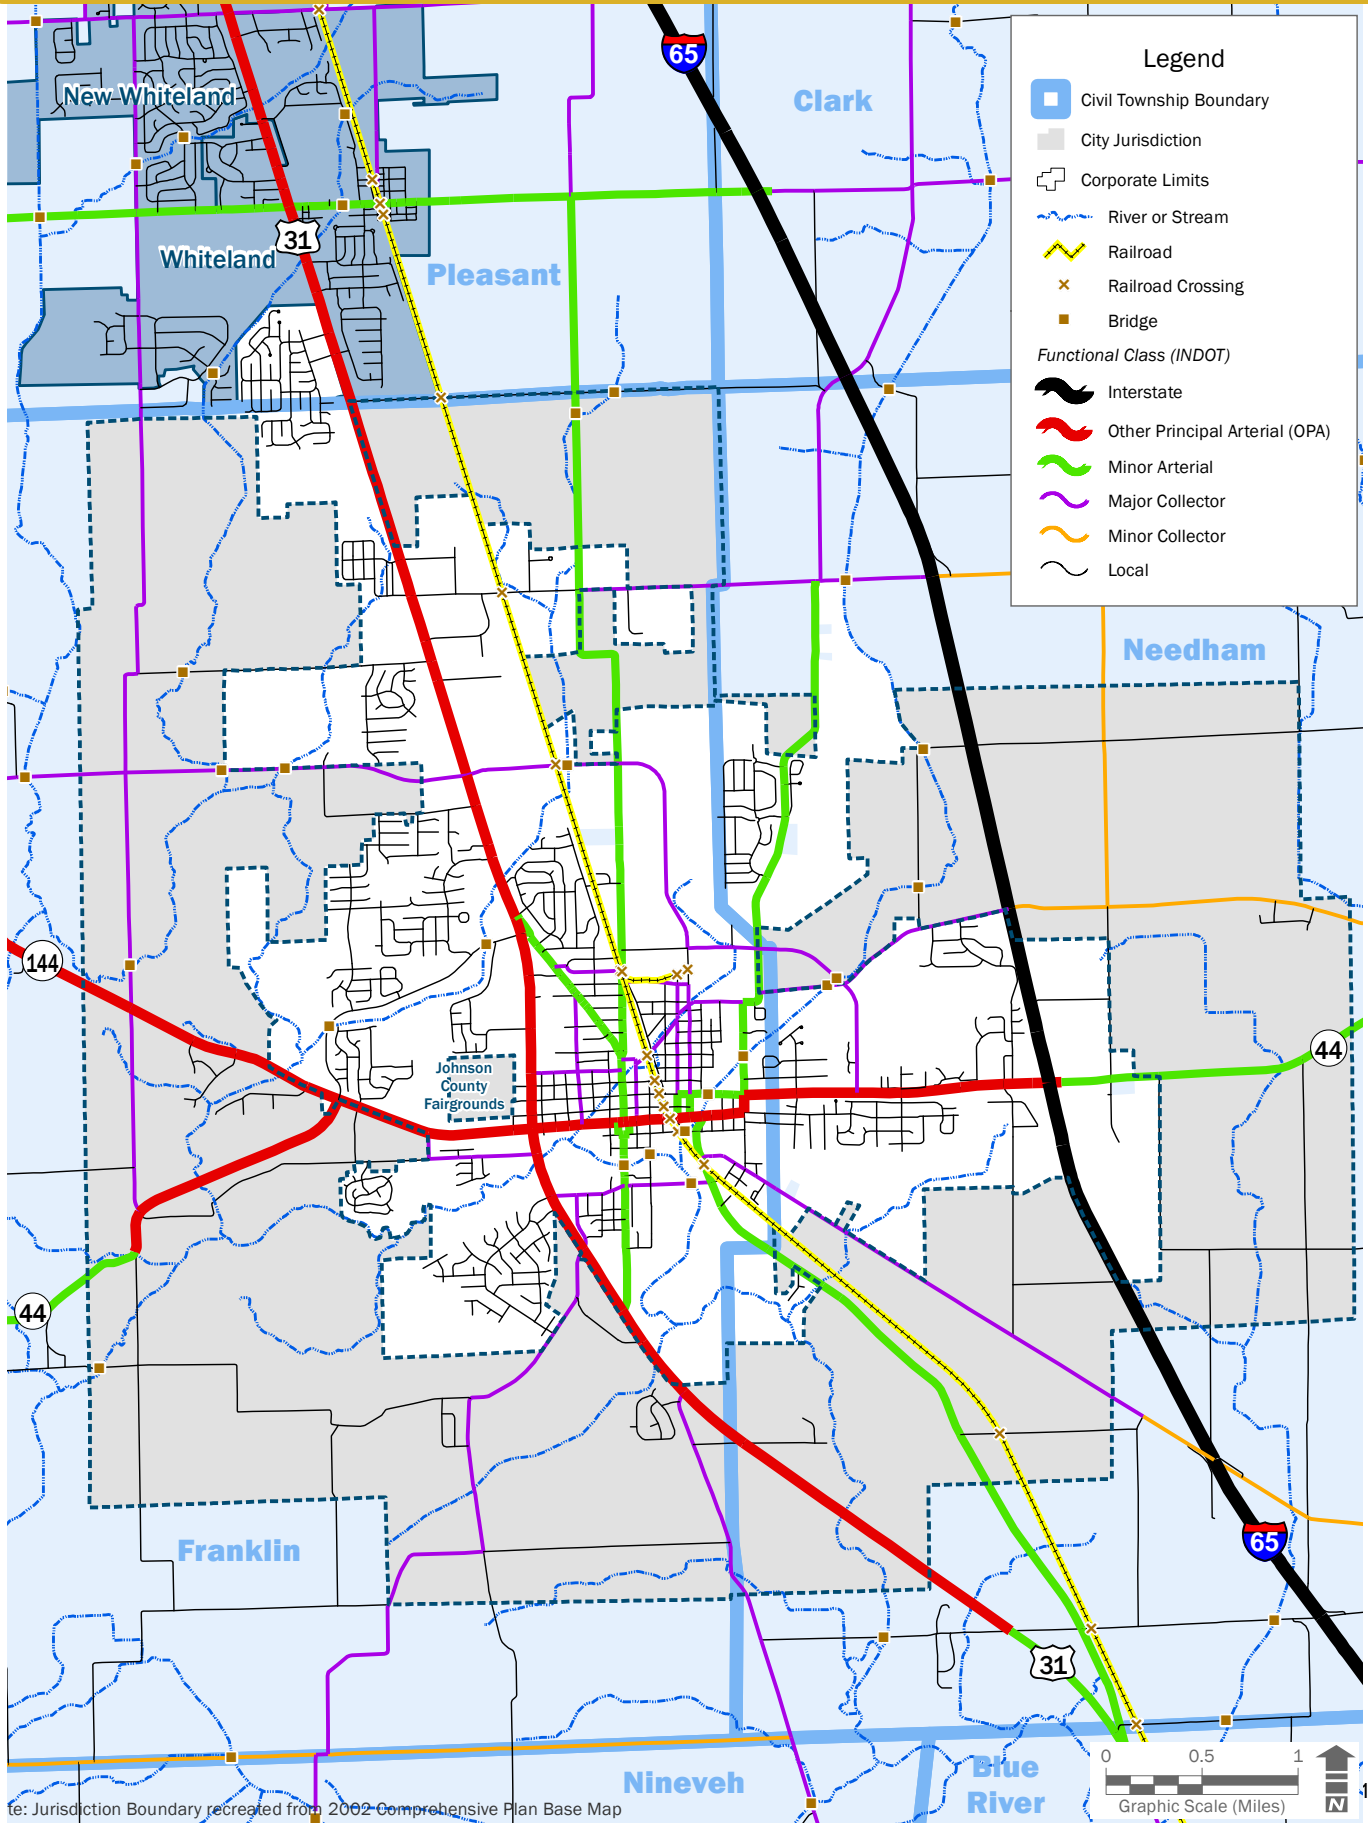 65
Clark
New Whiteland
31
Whiteland
Pleasant
Legend
Civil Township Boundary
City Jurisdiction
Corporate Limits
River or Stream
Railroad
Railroad Crossing
Bridge
Functional Class (INDOT)
Interstate
Other Principal Arterial (OPA)
Minor Arterial
Major Collector
Minor Collector
Local
Needham
144
44
Johnson
County
Fairgrounds
44
Franklin
65
31
Nineveh
Blue
River
0 0.5 1
Graphic Scale (Miles)
N
te: Jurisdiction Boundary recreated from 2002 Comprehensive Plan Base Map